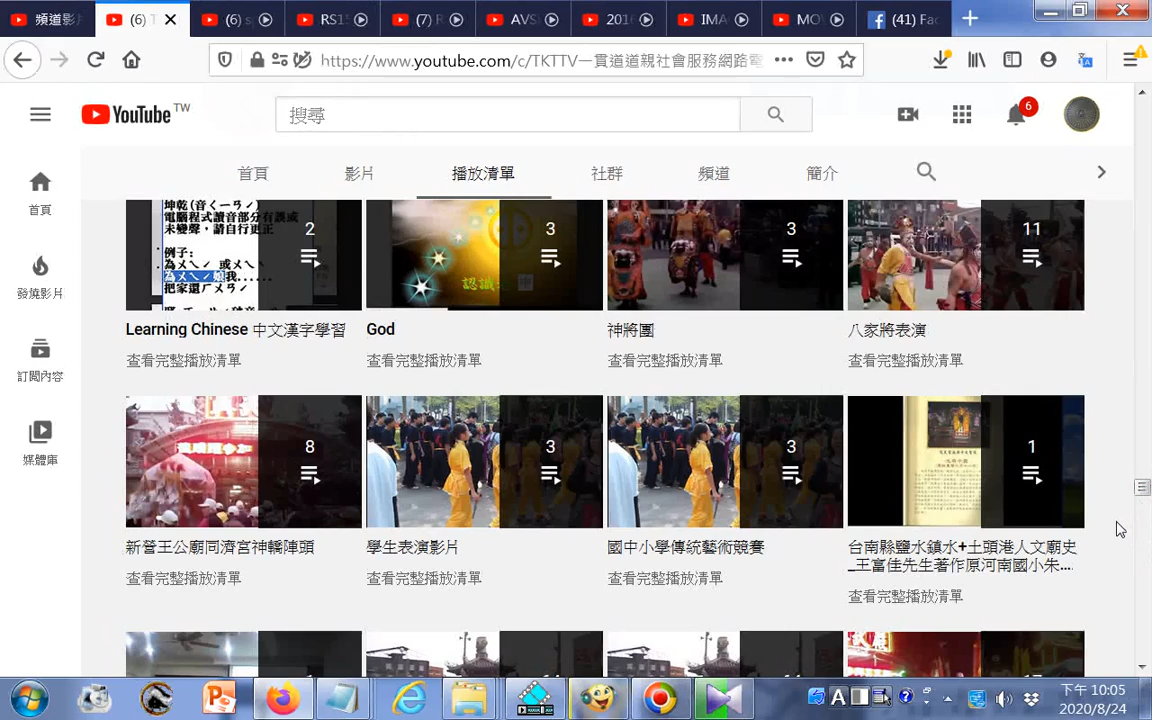 頻道影
(6) T
(6) s
RS1
(7) R
AVS
2016
IMA
MOV
(41) Fac
https://www.youtube.com/c/TKTTV一貫道道親社會服務網路電
YouTube TW
搜尋
6
首頁
影片
播放清單
社群
頻道
簡介
首頁
發燒影片
訂閱內容
媒體庫
坤乾(音ㄑㄧㄢˊ)
電腦程式讀音部分有誤或
未變聲，請自行更正
例子:
為ㄨㄟˊ 或ㄨㄟˋ
把家還ㄏㄨㄢˊ
2
3
3
11
Learning Chinese 中文漢字學習
God
神將團
八家將表演
查看完整播放清單
查看完整播放清單
查看完整播放清單
查看完整播放清單
8
3
3
1
新營王公廟同濟宮神轎陣頭
學生表演影片
國中小學傳統藝術競賽
台南縣鹽水鎮水+土頭港人文廟史
_王富佳先生著作原河南國小朱...
查看完整播放清單
查看完整播放清單
查看完整播放清單
查看完整播放清單
下午 10:05
2020/8/24